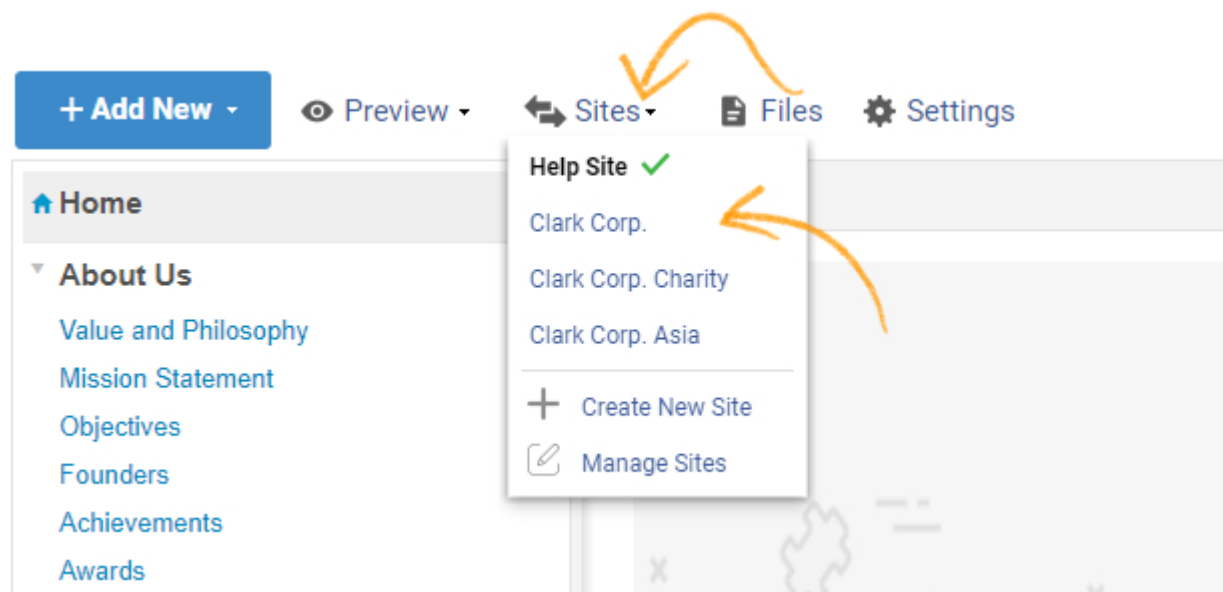 + Add New Preview Sites Files Settings
Help Site
Clark Corp.
Clark Corp. Charity
Clark Corp. Asia
Create New Site
Manage Sites
Home
About Us
Value and Philosophy
Mission Statement
Objectives
Founders
Achievements
Awards